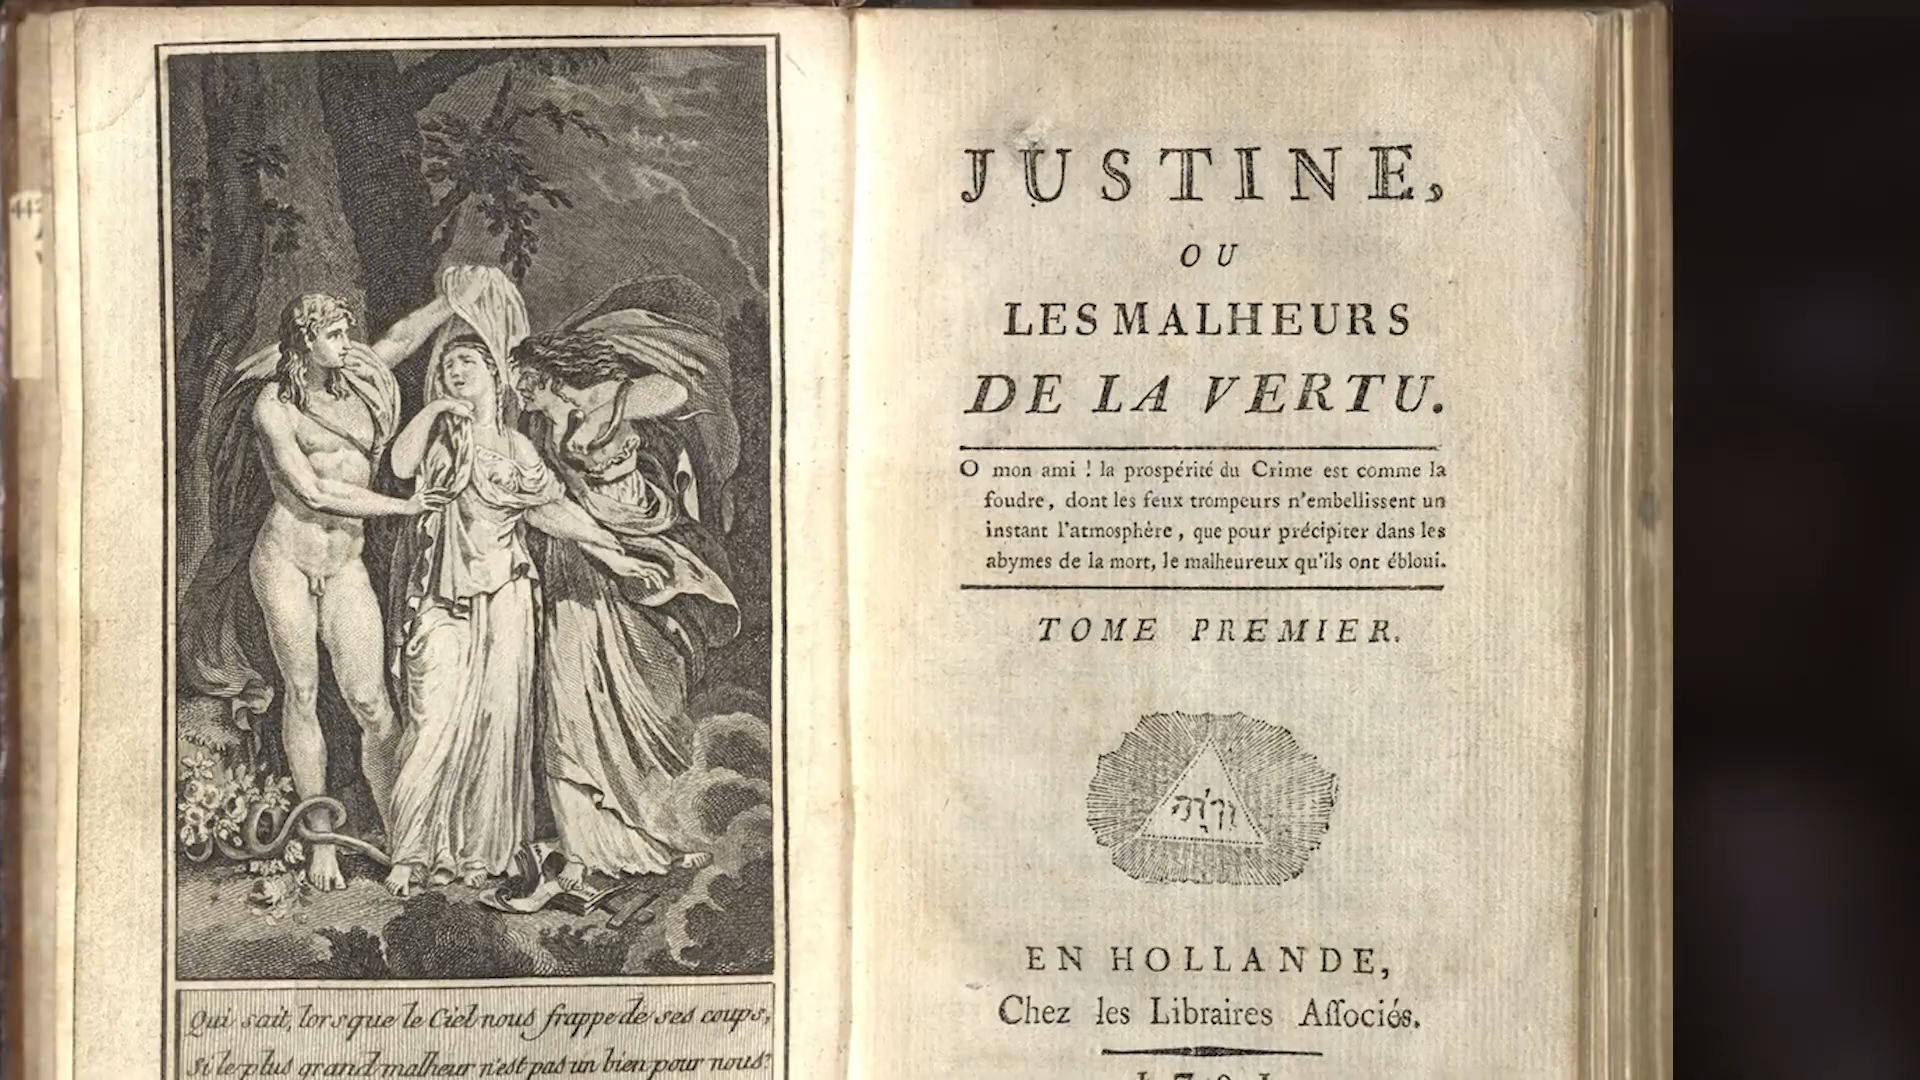 Qui sait, lorsque le Ciel nous frappe de ses coups,
Si le plus grand malheur n'est pas un bien pour nous?
JUSTINE,
OU
LES MALHEURS
DE LA VERTU.
O mon ami ! la prospérité du Crime est comme la
foudre, dont les feux trompeurs n'embellissent un
instant l'atmosphère, que pour précipiter dans les
abymes de la mort, le malheureux qu'ils ont ébloui.
TOME PREMIER.
EN HOLLANDE,
Chez les Libraires Aſſociés.